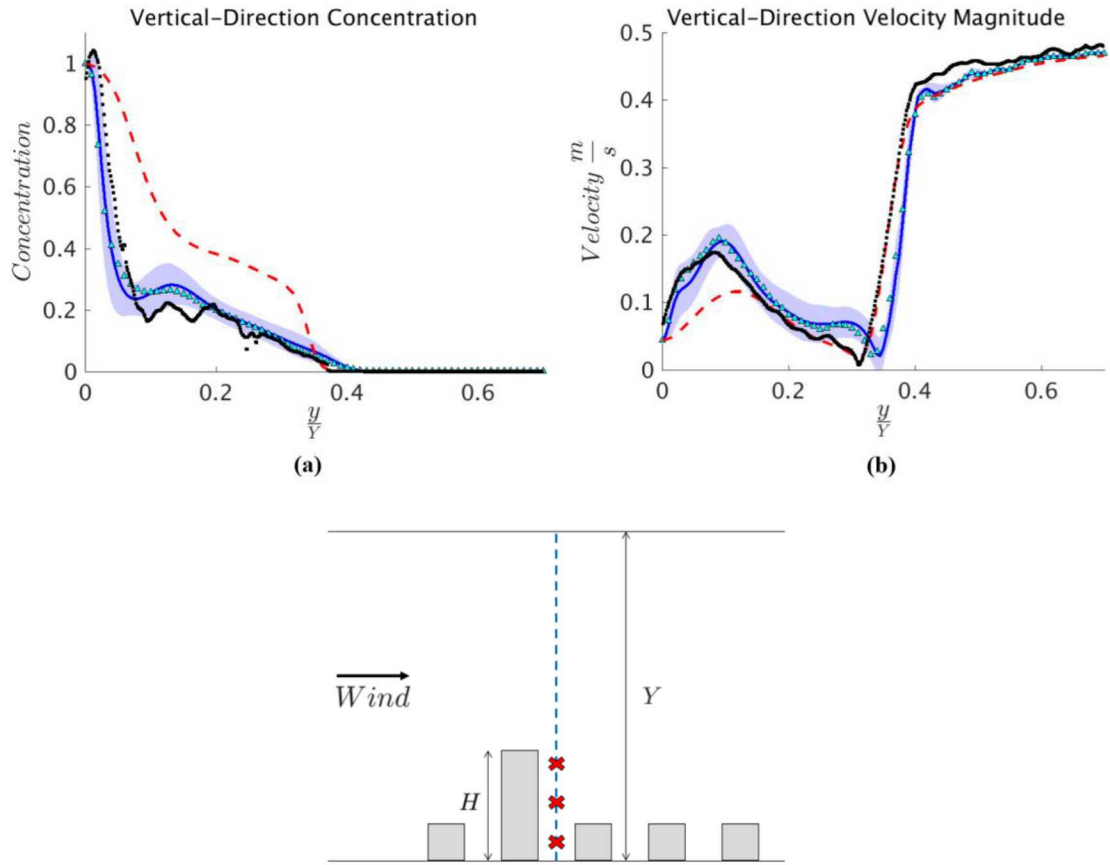 Vertical-Direction Concentration
Concentration
1
0.8
0.6
0.4
0.2
0
0 0.2 0.4 0.6
y/Y
(a)
Vertical-Direction Velocity Magnitude
Velocity m/s
0.5
0.4
0.3
0.2
0.1
0
0 0.2 0.4 0.6
y/Y
(b)
Wind
Y
H